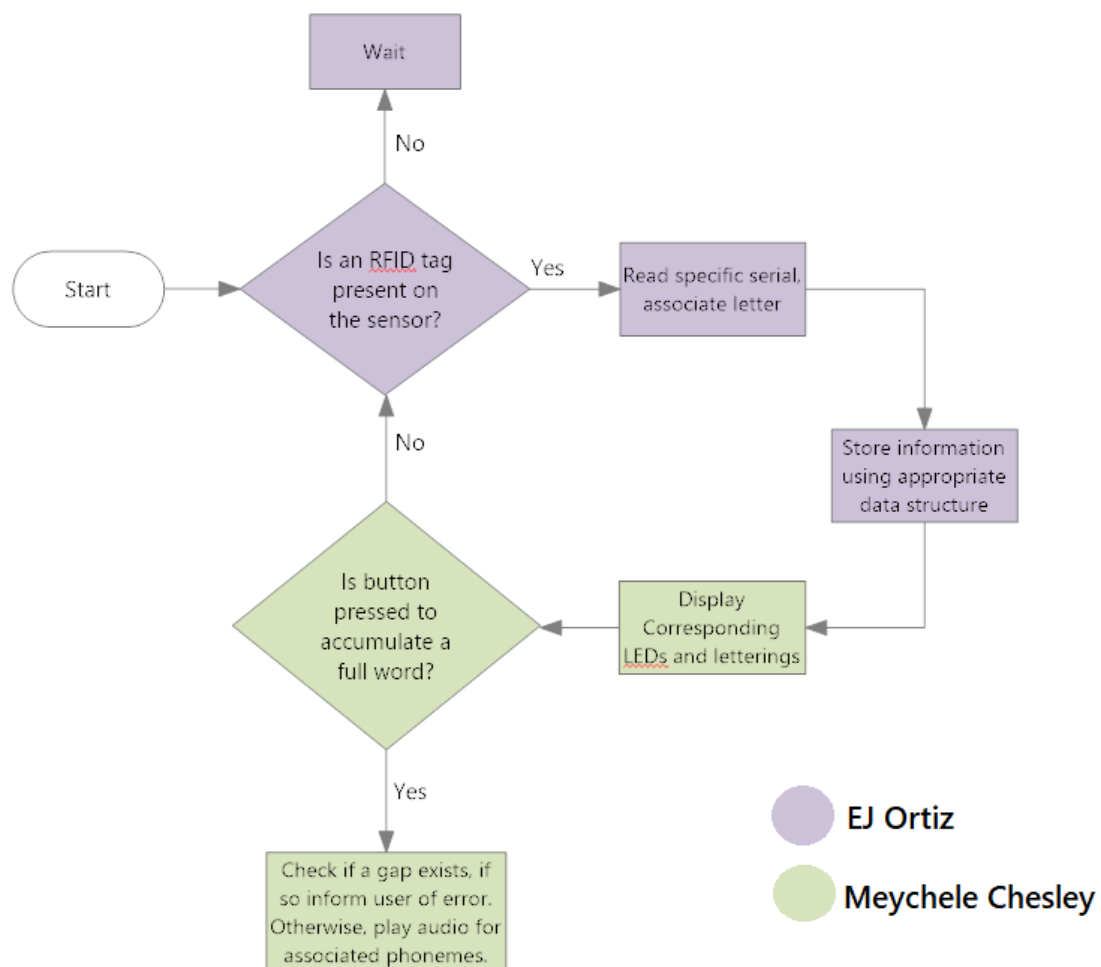 Wait
No
Start
Is an RFID tag
present on
the sensor?
Yes
Read specific serial,
associate letter
Store information
using appropriate
data structure
Display
Corresponding
LEDs and letterings
No
Is button
pressed to
accumulate a
full word?
Yes
Check if a gap exists, if
so inform user of error.
Otherwise, play audio for
associated phonemes.
EJ Ortiz
Meychele Chesley